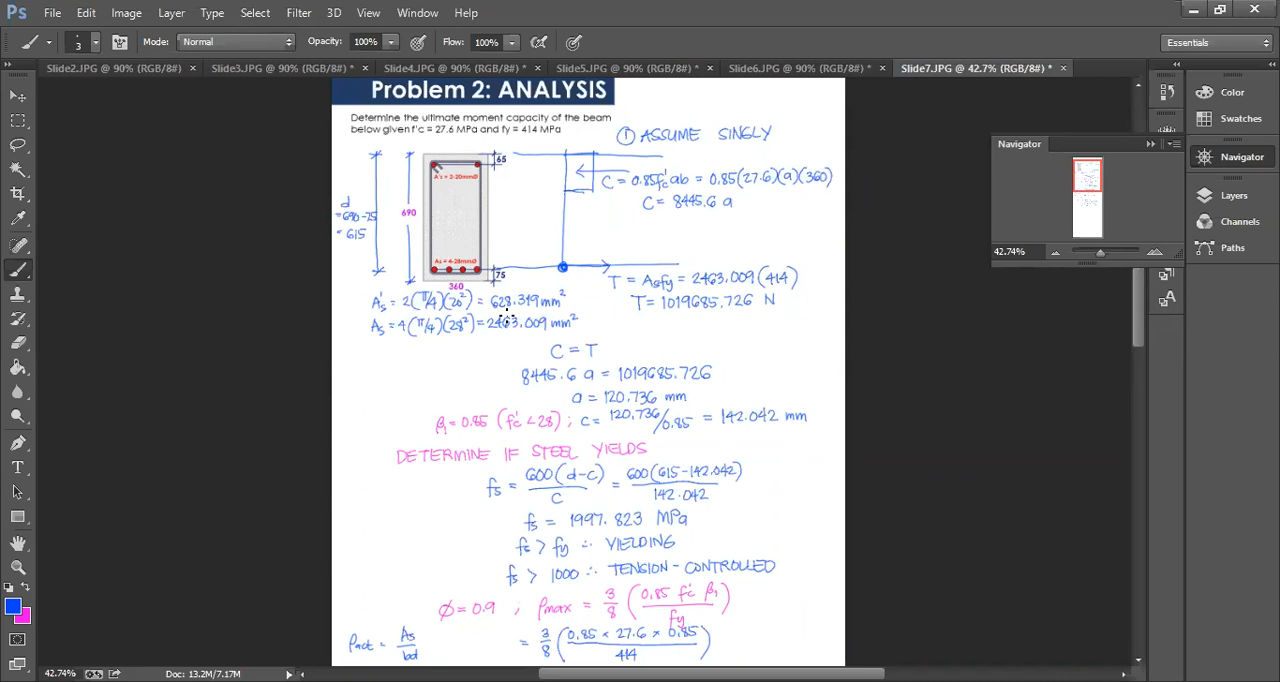 Ps File Edit Image Layer Type Select Filter 3D View Window Help
3 Mode: Normal Opacity: 100% Flow: 100% Essentials
Slide2.JPG @ 90% (RGB/8#) × Slide3.JPG @ 90% (RGB/8#) * × Slide4.JPG @ 90% (RGB/8#) * × Slide5.JPG @ 90% (RGB/8#) * × Slide6.JPG @ 90% (RGB/8#) * × Slide7.JPG @ 42.7% (RGB/8#) * ×
Problem 2: ANALYSIS
Determine the ultimate moment capacity of the beam
below given f'c = 27.6 MPa and fy = 414 MPa
① ASSUME SINGLY
65
A's = 2-20mmØ
C = 0.85f'c ab = 0.85(27.6)(a)(360)
C = 8445.6 a
d
= 690-75
= 615
690
As = 4-28mmØ
75
360
T = Asfy = 2463.009(414)
T = 1019685.726 N
A's = 2(π/4)(20²) = 628.319mm²
As = 4(π/4)(28²) = 2463.009 mm²
C = T
8445.6 a = 1019685.726
a = 120.736 mm
β1 = 0.85 (f'c < 28) ; c = 120.736/0.85 = 142.042 mm
DETERMINE IF STEEL YIELDS
fs = 600(d-c)/c = 600(615-142.042)/142.042
fs = 1997.823 MPa
fs > fy ∴ YIELDING
fs > 1000 ∴ TENSION-CONTROLLED
Ø = 0.9 ; ρmax = 3/8 (0.85 f'c β1/fy)
ρact = As/bd = 3/8 (0.85 × 27.6 × 0.85/414)
Navigator
42.74%
Color
Swatches
Navigator
Layers
Channels
Paths
42.74% Doc: 13.2M/7.17M